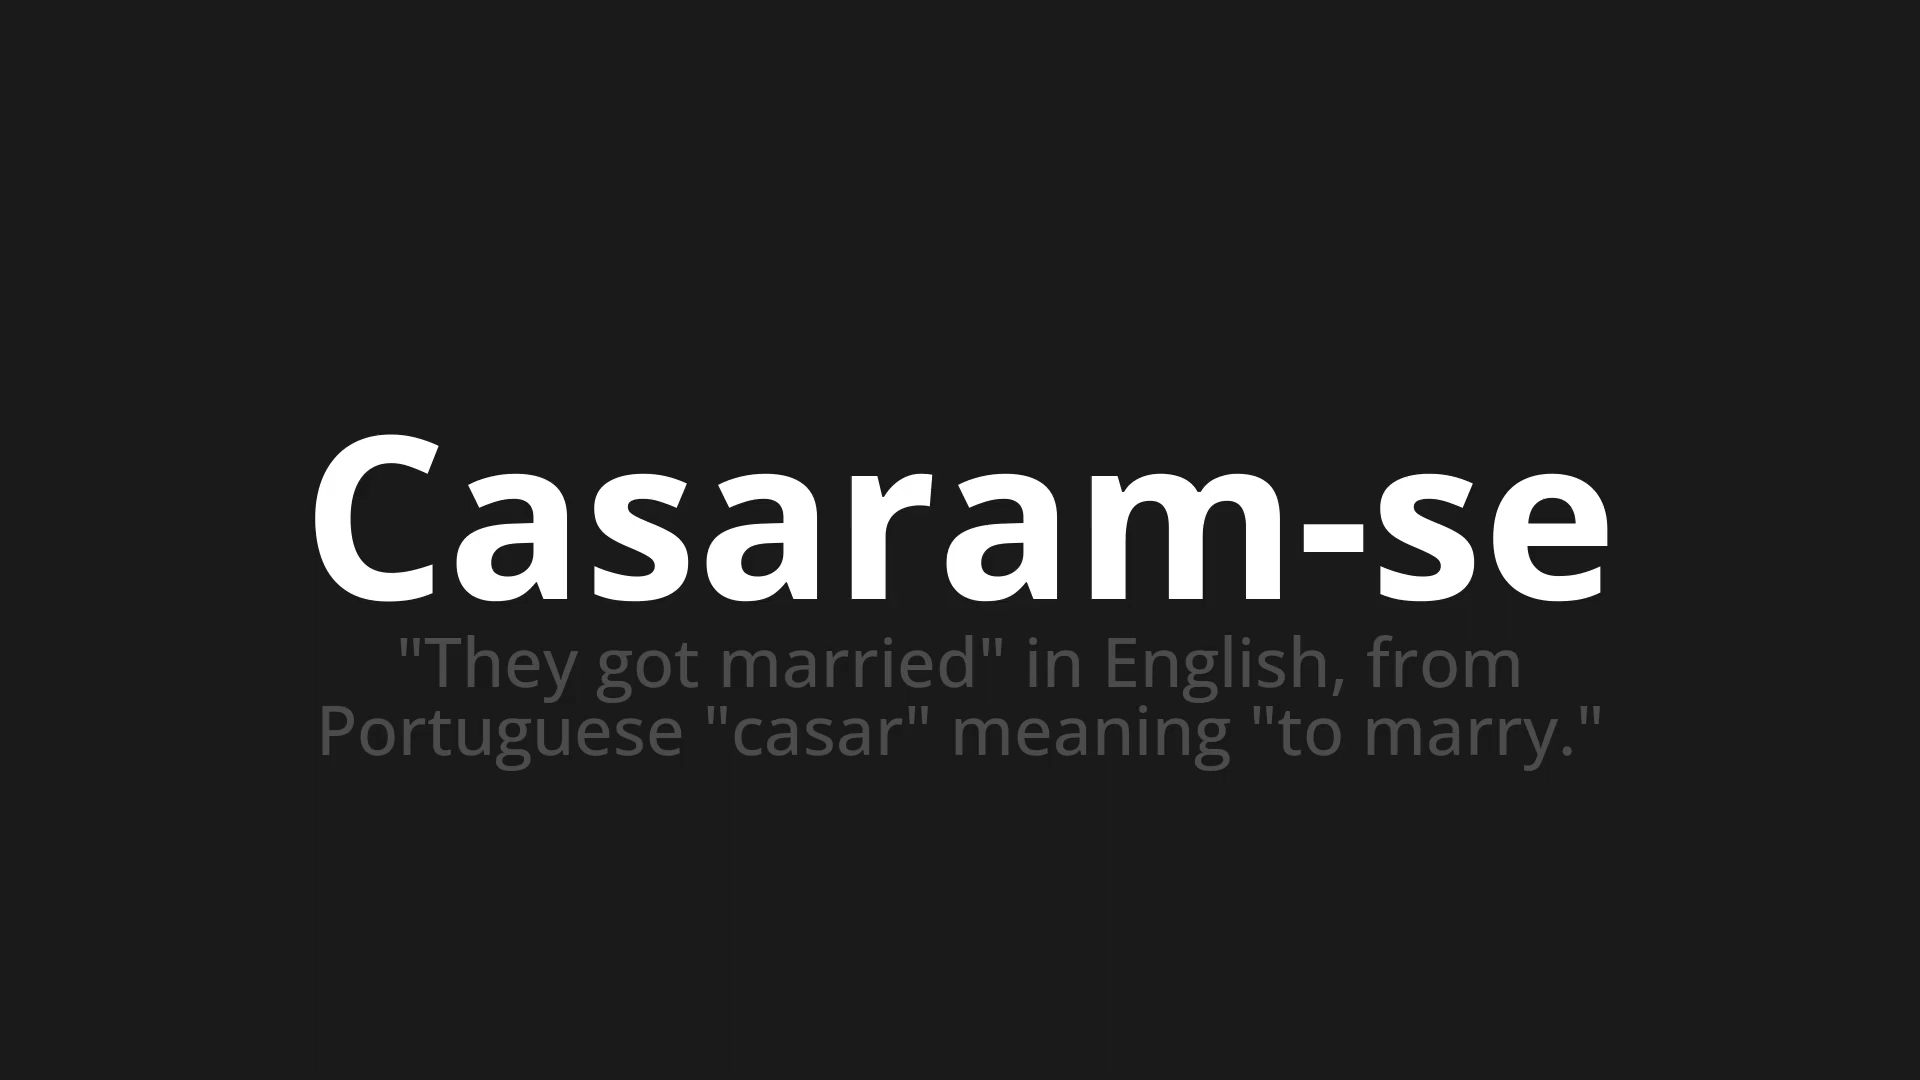 Casaram-se
"They got married" in English, from
Portuguese "casar" meaning "to marry."